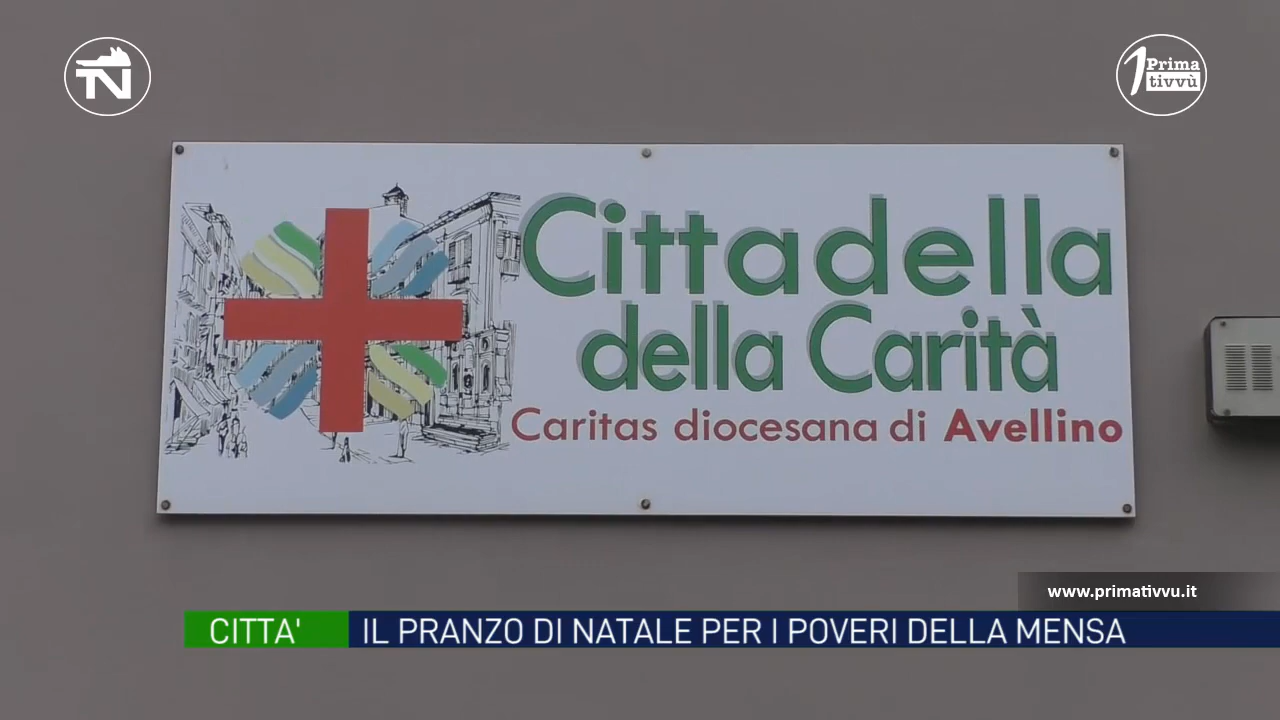 TN
1 Prima
tivvù
Cittadella
della Carità
Caritas diocesana di Avellino
www.primativvu.it
CITTA' IL PRANZO DI NATALE PER I POVERI DELLA MENSA